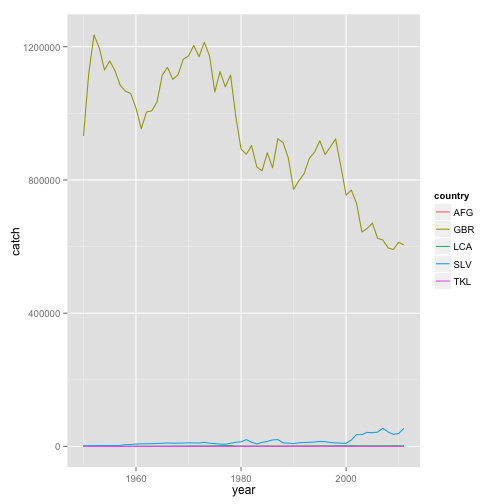 1200000
800000
400000
0
catch
1960
1980
2000
year
country
AFG
GBR
LCA
SLV
TKL